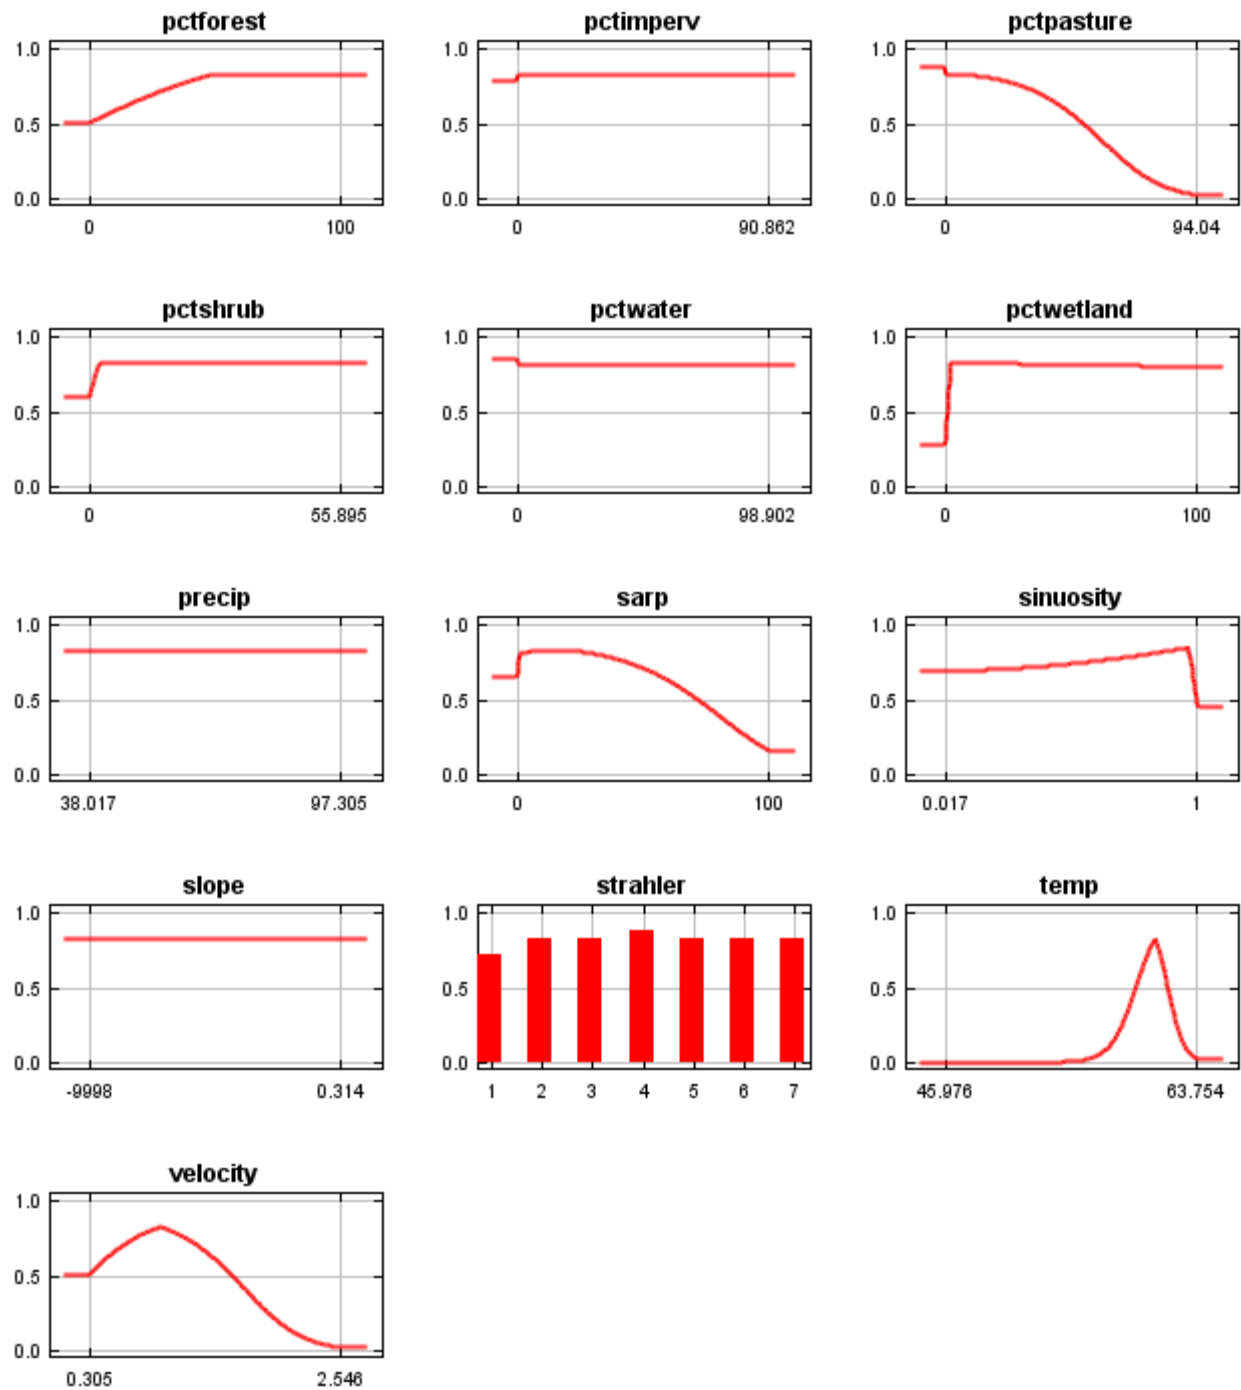 pctforest pctimperv pctpasture
1.0 1.0 1.0
0.5 0.5 0.5
0.0 0.0 0.0
0 100 0 90.862 0 94.04
pctshrub pctwater pctwetland
1.0 1.0 1.0
0.5 0.5 0.5
0.0 0.0 0.0
0 55.895 0 98.902 0 100
precip sarp sinuosity
1.0 1.0 1.0
0.5 0.5 0.5
0.0 0.0 0.0
38.017 97.305 0 100 0.017 1
slope strahler temp
1.0 1.0 1.0
0.5 0.5 0.5
0.0 0.0 0.0
-9998 0.314 1 2 3 4 5 6 7 45.976 63.754
velocity
1.0
0.5
0.0
0.305 2.546